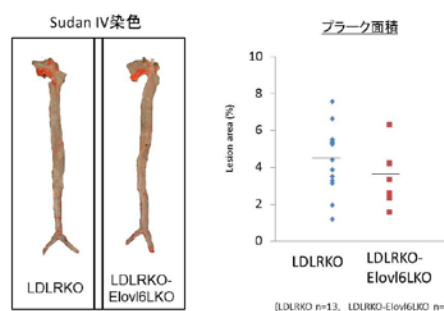 Sudan IV染色
LDLRKO
LDLRKO-
Elovl6LKO
プラーク面積
Lesion area (%)
10
8
6
4
2
0
LDLRKO
LDLRKO-
Elovl6LKO
(LDLRKO n=13、 LDLRKO-Elovl6LKO n=